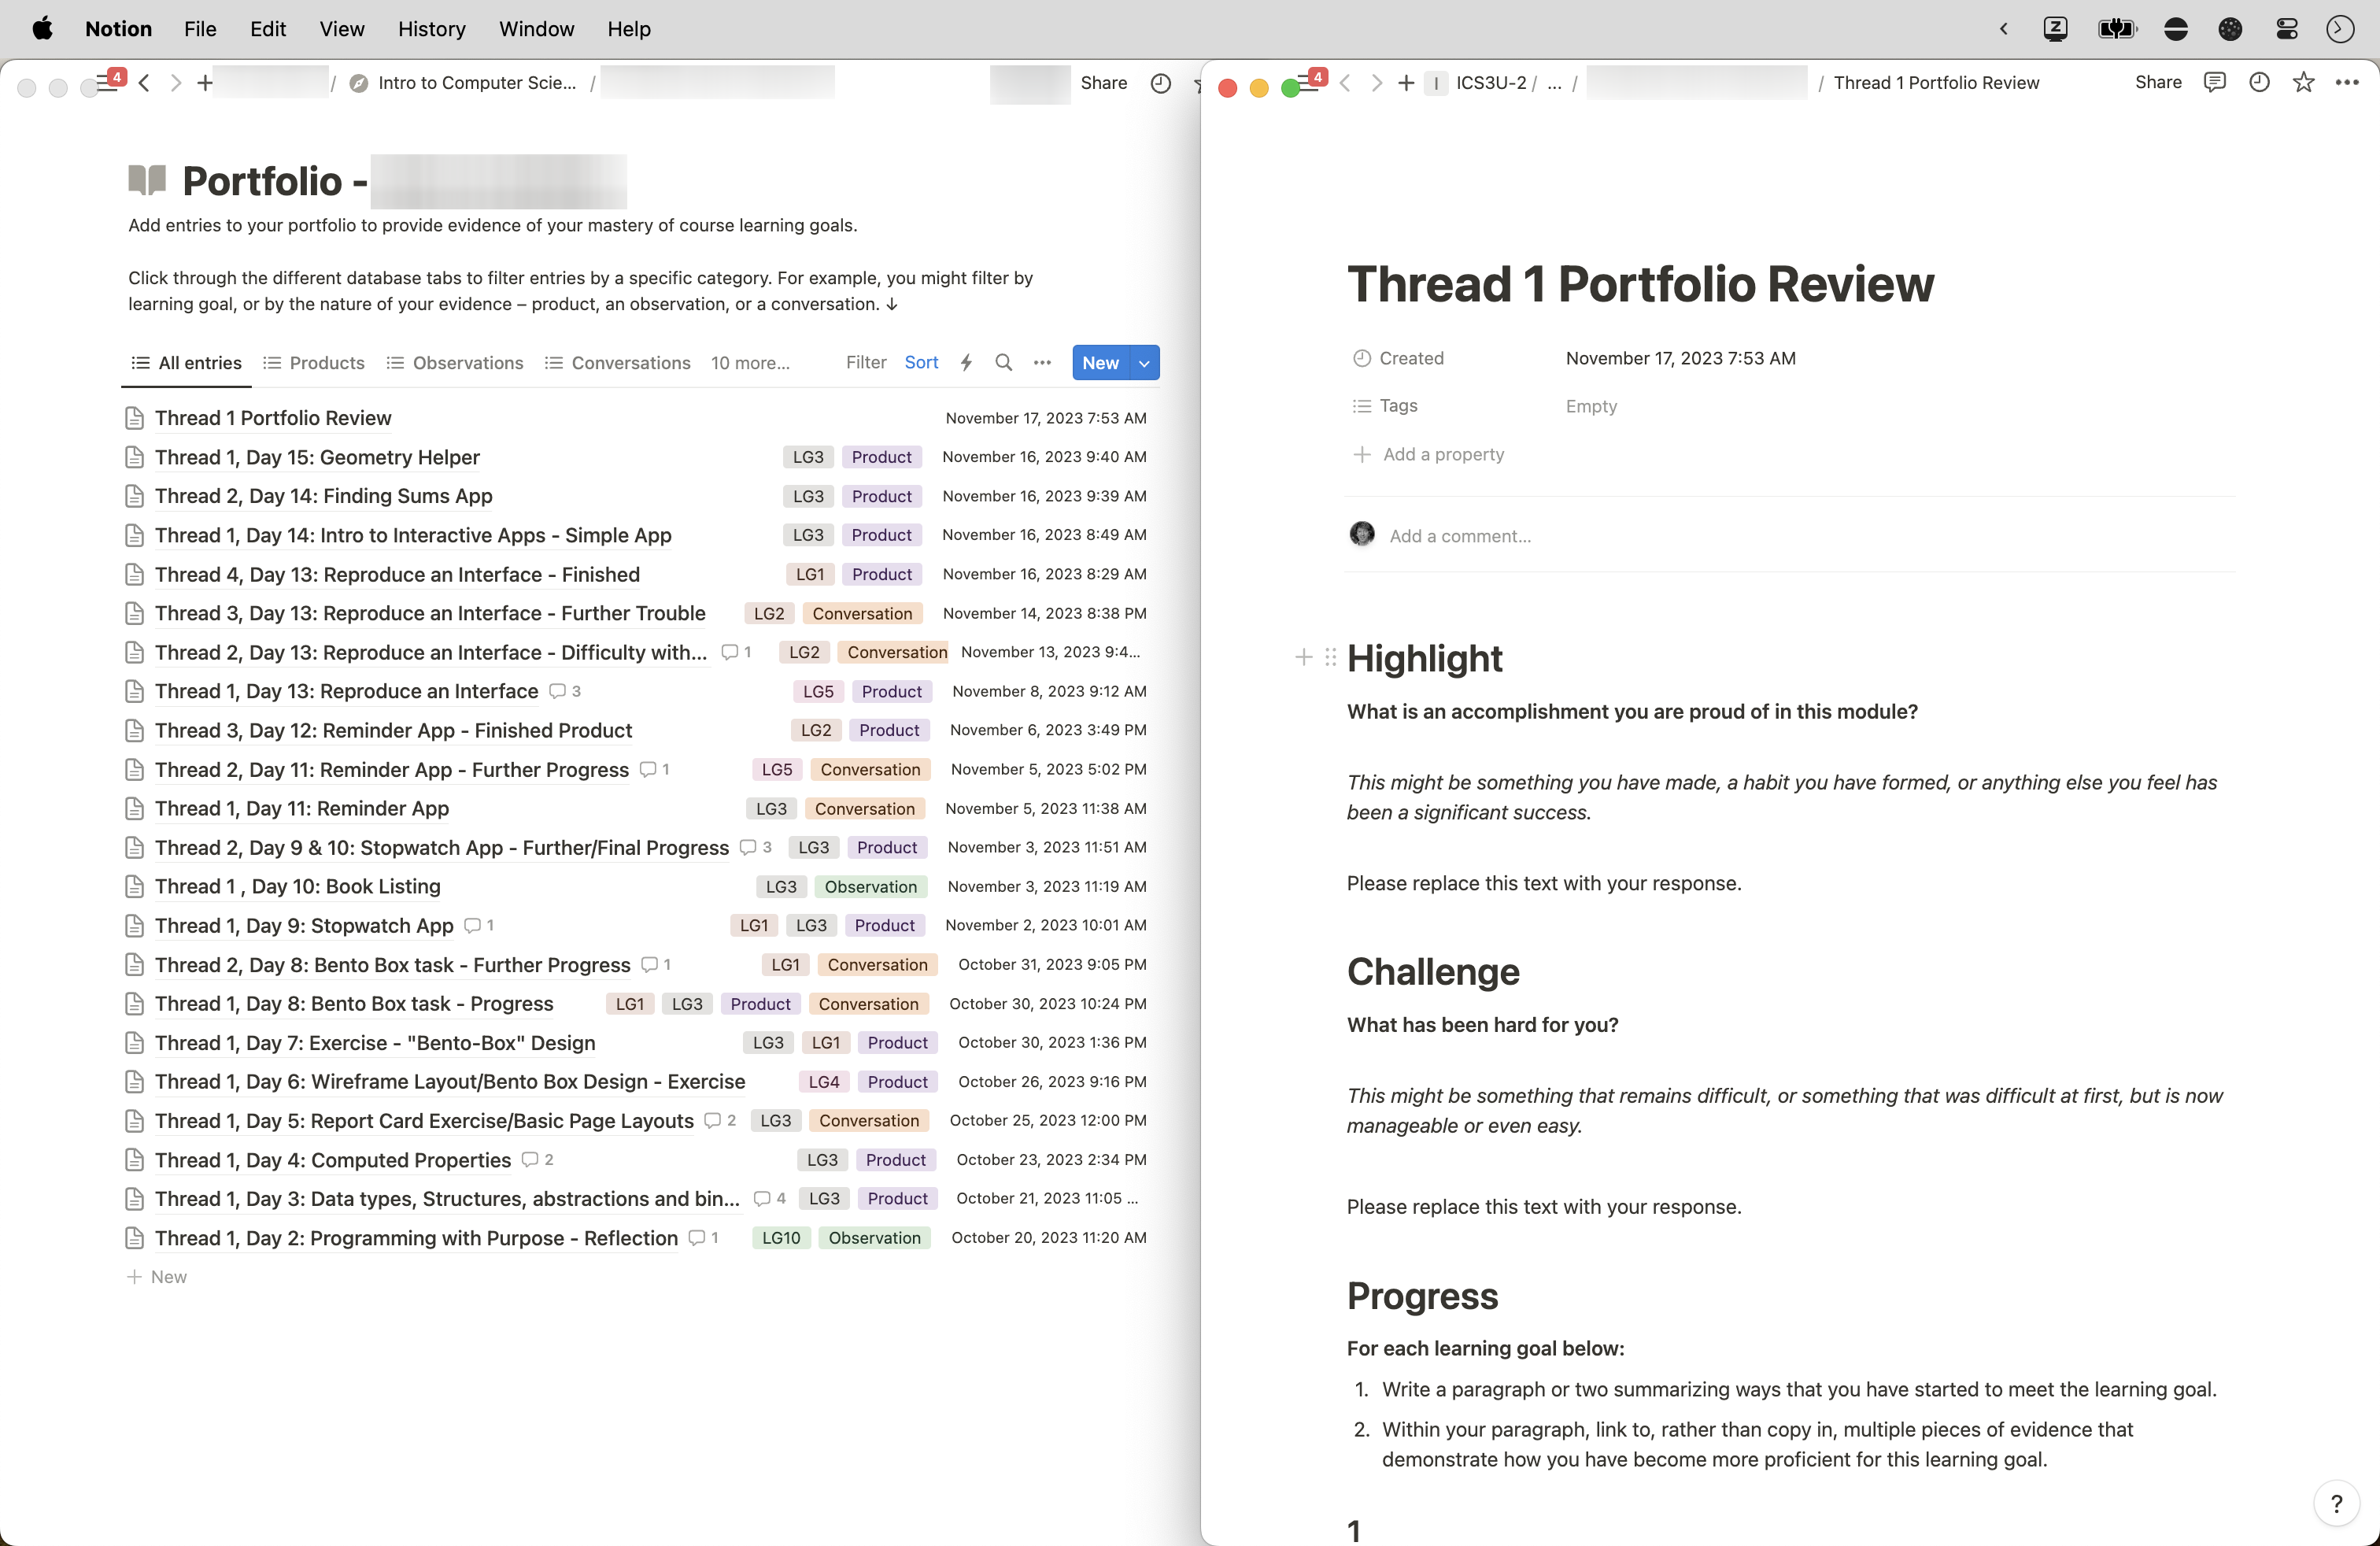 Notion File Edit View History Window Help
4 / Intro to Computer Scie... / Share
Portfolio -
Add entries to your portfolio to provide evidence of your mastery of course learning goals.
Click through the different database tabs to filter entries by a specific category. For example, you might filter by
learning goal, or by the nature of your evidence – product, an observation, or a conversation. ↓
All entries Products Observations Conversations 10 more... Filter Sort New
Thread 1 Portfolio Review November 17, 2023 7:53 AM
Thread 1, Day 15: Geometry Helper LG3 Product November 16, 2023 9:40 AM
Thread 2, Day 14: Finding Sums App LG3 Product November 16, 2023 9:39 AM
Thread 1, Day 14: Intro to Interactive Apps - Simple App LG3 Product November 16, 2023 8:49 AM
Thread 4, Day 13: Reproduce an Interface - Finished LG1 Product November 16, 2023 8:29 AM
Thread 3, Day 13: Reproduce an Interface - Further Trouble LG2 Conversation November 14, 2023 8:38 PM
Thread 2, Day 13: Reproduce an Interface - Difficulty with... 1 LG2 Conversation November 13, 2023 9:4...
Thread 1, Day 13: Reproduce an Interface 3 LG5 Product November 8, 2023 9:12 AM
Thread 3, Day 12: Reminder App - Finished Product LG2 Product November 6, 2023 3:49 PM
Thread 2, Day 11: Reminder App - Further Progress 1 LG5 Conversation November 5, 2023 5:02 PM
Thread 1, Day 11: Reminder App LG3 Conversation November 5, 2023 11:38 AM
Thread 2, Day 9 & 10: Stopwatch App - Further/Final Progress 3 LG3 Product November 3, 2023 11:51 AM
Thread 1 , Day 10: Book Listing LG3 Observation November 3, 2023 11:19 AM
Thread 1, Day 9: Stopwatch App 1 LG1 LG3 Product November 2, 2023 10:01 AM
Thread 2, Day 8: Bento Box task - Further Progress 1 LG1 Conversation October 31, 2023 9:05 PM
Thread 1, Day 8: Bento Box task - Progress LG1 LG3 Product Conversation October 30, 2023 10:24 PM
Thread 1, Day 7: Exercise - "Bento-Box" Design LG3 LG1 Product October 30, 2023 1:36 PM
Thread 1, Day 6: Wireframe Layout/Bento Box Design - Exercise LG4 Product October 26, 2023 9:16 PM
Thread 1, Day 5: Report Card Exercise/Basic Page Layouts 2 LG3 Conversation October 25, 2023 12:00 PM
Thread 1, Day 4: Computed Properties 2 LG3 Product October 23, 2023 2:34 PM
Thread 1, Day 3: Data types, Structures, abstractions and bin... 4 LG3 Product October 21, 2023 11:05 ...
Thread 1, Day 2: Programming with Purpose - Reflection 1 LG10 Observation October 20, 2023 11:20 AM
New
4 I ICS3U-2 / ... / / Thread 1 Portfolio Review Share
Thread 1 Portfolio Review
Created November 17, 2023 7:53 AM
Tags Empty
Add a property
Add a comment...
Highlight
What is an accomplishment you are proud of in this module?
This might be something you have made, a habit you have formed, or anything else you feel has
been a significant success.
Please replace this text with your response.
Challenge
What has been hard for you?
This might be something that remains difficult, or something that was difficult at first, but is now
manageable or even easy.
Please replace this text with your response.
Progress
For each learning goal below:
1. Write a paragraph or two summarizing ways that you have started to meet the learning goal.
2. Within your paragraph, link to, rather than copy in, multiple pieces of evidence that
demonstrate how you have become more proficient for this learning goal.
1
?